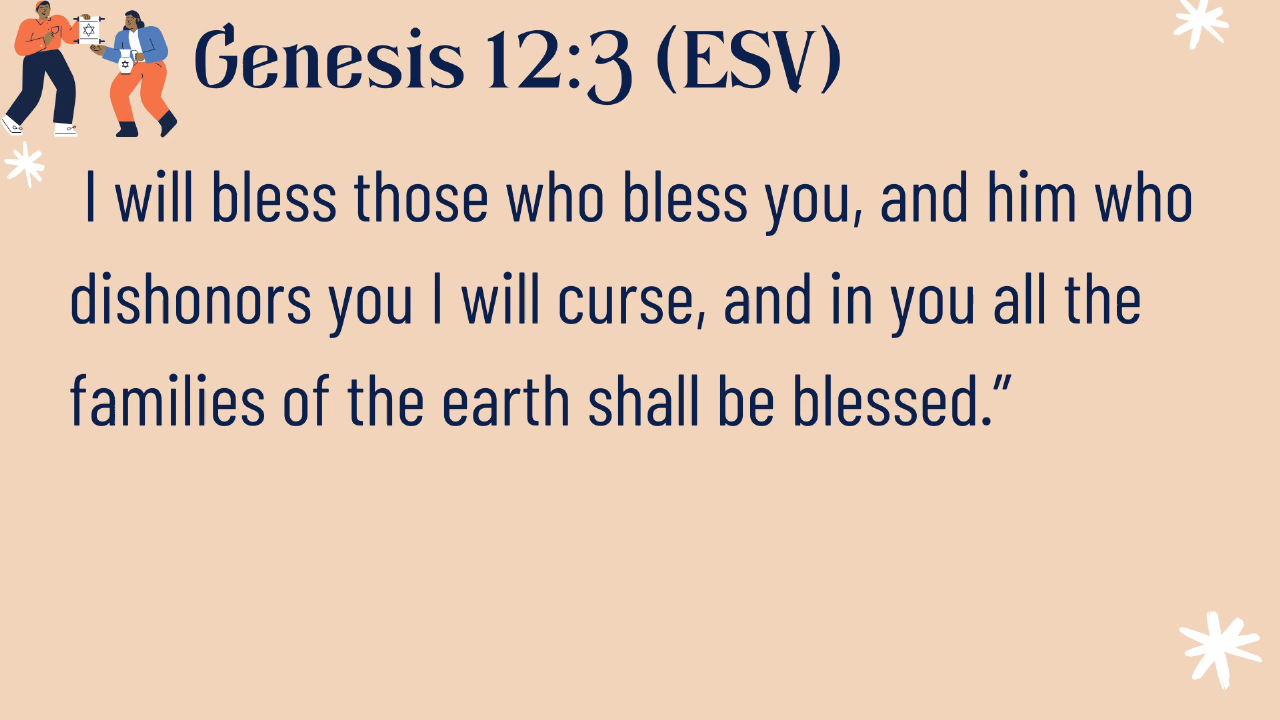 Genesis 12:3 (ESV)
I will bless those who bless you, and him who
dishonors you I will curse, and in you all the
families of the earth shall be blessed.”